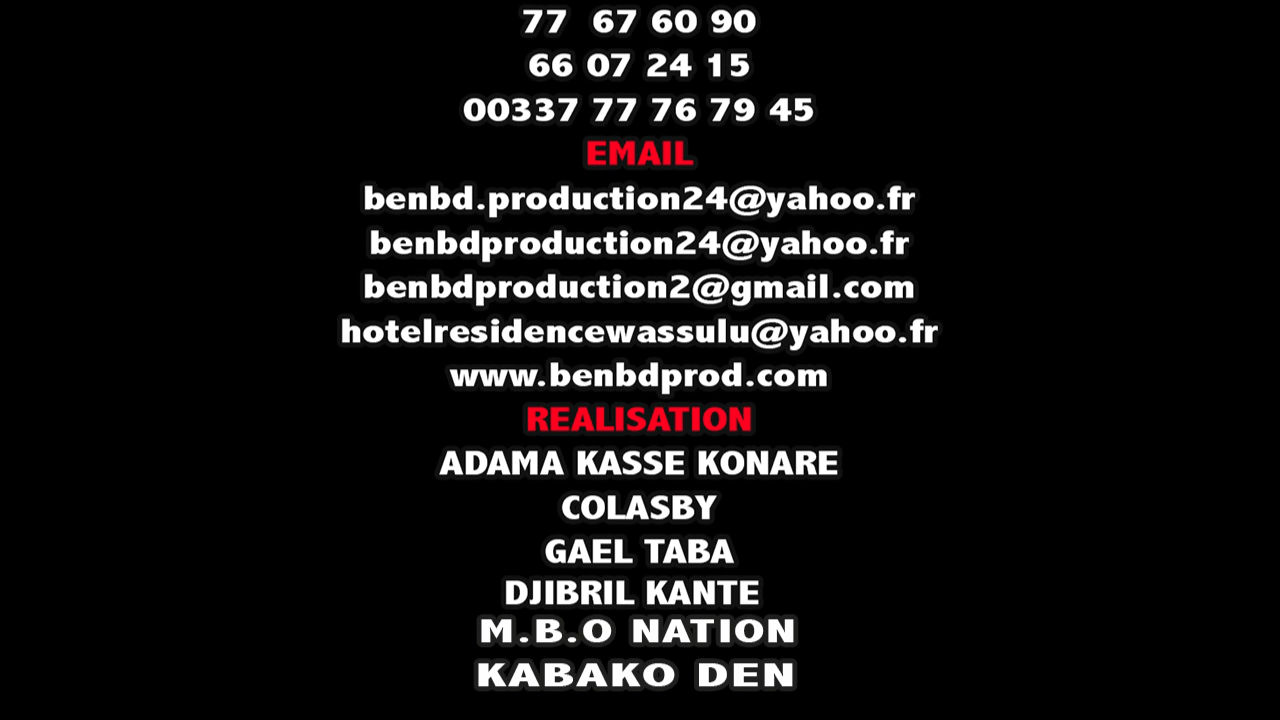 77  67 60 90
66 07 24 15
00337 77 76 79 45
EMAIL
benbd.production24@yahoo.fr
benbdproduction24@yahoo.fr
benbdproduction2@gmail.com
hotelresidencewassulu@yahoo.fr
www.benbdprod.com
REALISATION
ADAMA KASSE KONARE
COLASBY
GAEL TABA
DJIBRIL KANTE
M.B.O NATION
KABAKO DEN